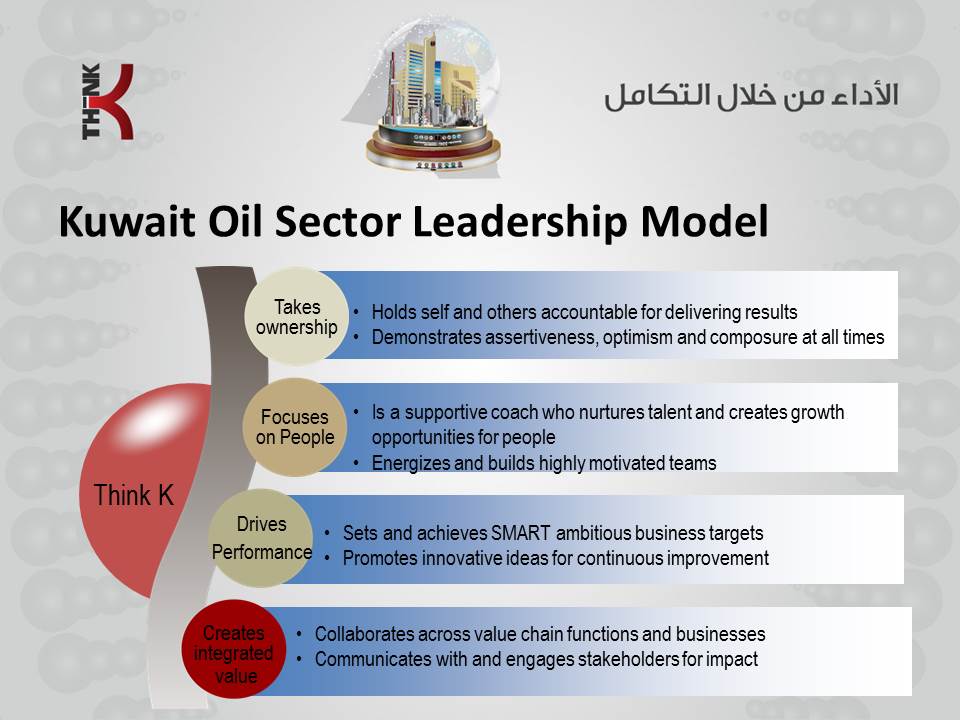 THINK
K
الأداء من خلال التكامل
Kuwait Oil Sector Leadership Model
Takes
ownership
• Holds self and others accountable for delivering results
• Demonstrates assertiveness, optimism and composure at all times
Focuses
on People
• Is a supportive coach who nurtures talent and creates growth
opportunities for people
• Energizes and builds highly motivated teams
Think K
Drives
Performance
• Sets and achieves SMART ambitious business targets
• Promotes innovative ideas for continuous improvement
Creates
integrated
value
• Collaborates across value chain functions and businesses
• Communicates with and engages stakeholders for impact